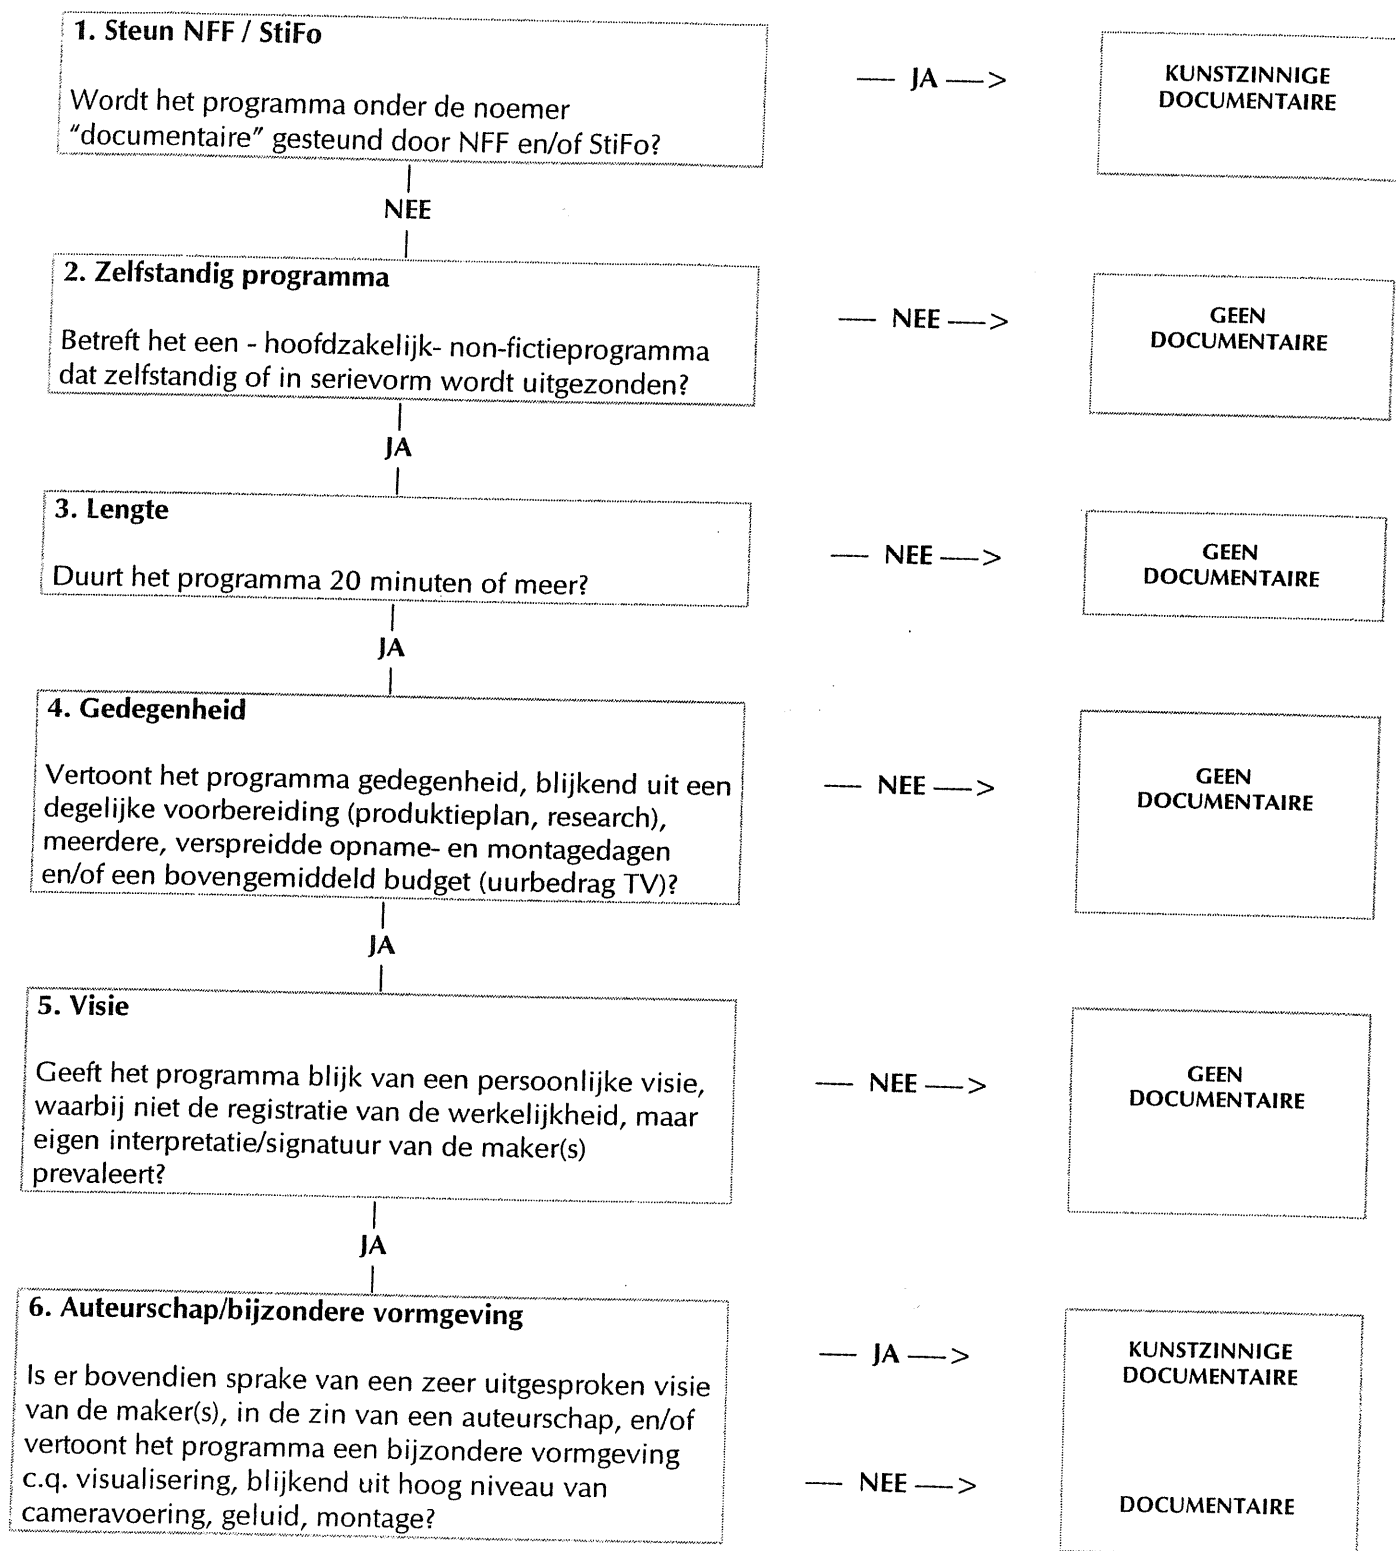 1. Steun NFF / StiFo
Wordt het programma onder de noemer
"documentaire" gesteund door NFF en/of StiFo?
— JA —>
KUNSTZINNIGE
DOCUMENTAIRE
NEE
2. Zelfstandig programma
Betreft het een - hoofdzakelijk- non-fictieprogramma
dat zelfstandig of in serievorm wordt uitgezonden?
— NEE —>
GEEN
DOCUMENTAIRE
JA
3. Lengte
Duurt het programma 20 minuten of meer?
— NEE —>
GEEN
DOCUMENTAIRE
JA
4. Gedegenheid
Vertoont het programma gedegenheid, blijkend uit een
degelijke voorbereiding (produktieplan, research),
meerdere, verspreidde opname- en montagedagen
en/of een bovengemiddeld budget (uurbedrag TV)?
— NEE —>
GEEN
DOCUMENTAIRE
JA
5. Visie
Geeft het programma blijk van een persoonlijke visie,
waarbij niet de registratie van de werkelijkheid, maar
eigen interpretatie/signatuur van de maker(s)
prevaleert?
— NEE —>
GEEN
DOCUMENTAIRE
JA
6. Auteurschap/bijzondere vormgeving
Is er bovendien sprake van een zeer uitgesproken visie
van de maker(s), in de zin van een auteurschap, en/of
vertoont het programma een bijzondere vormgeving
c.q. visualisering, blijkend uit hoog niveau van
cameravoering, geluid, montage?
— JA —>
KUNSTZINNIGE
DOCUMENTAIRE
— NEE —>
DOCUMENTAIRE